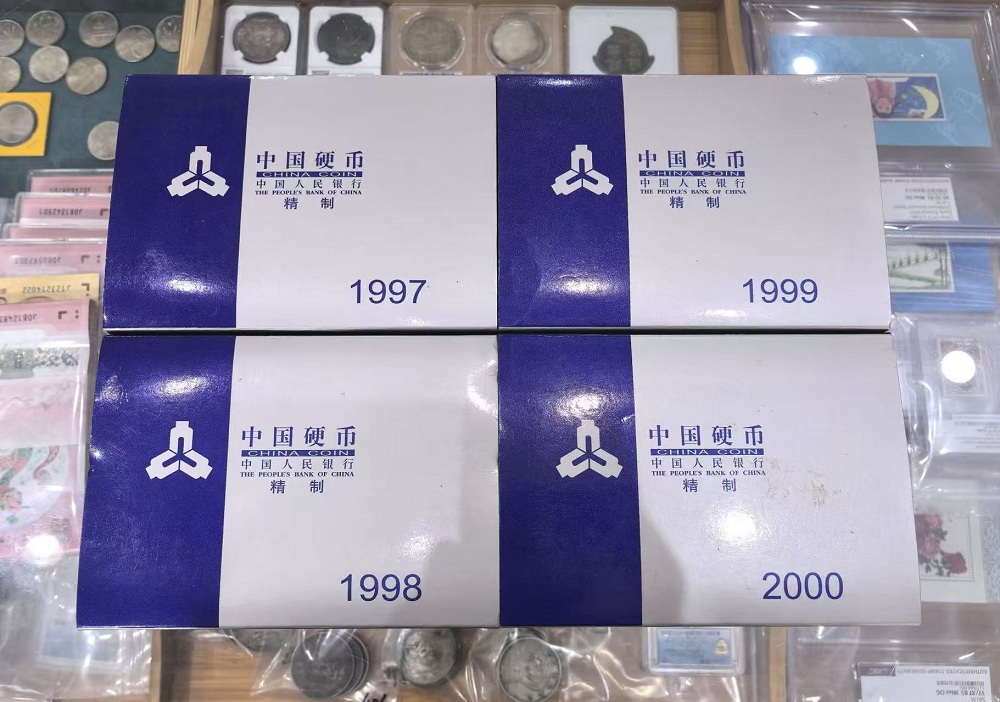 中国硬币
CHINA COIN
中国人民银行
THE PEOPLE'S BANK OF CHINA
精 制
1997
中国硬币
CHINA COIN
中国人民银行
THE PEOPLE'S BANK OF CHINA
精 制
1999
中国硬币
CHINA COIN
中国人民银行
THE PEOPLE'S BANK OF CHINA
精 制
1998
中国硬币
CHINA COIN
中国人民银行
THE PEOPLE'S BANK OF CHINA
精 制
2000